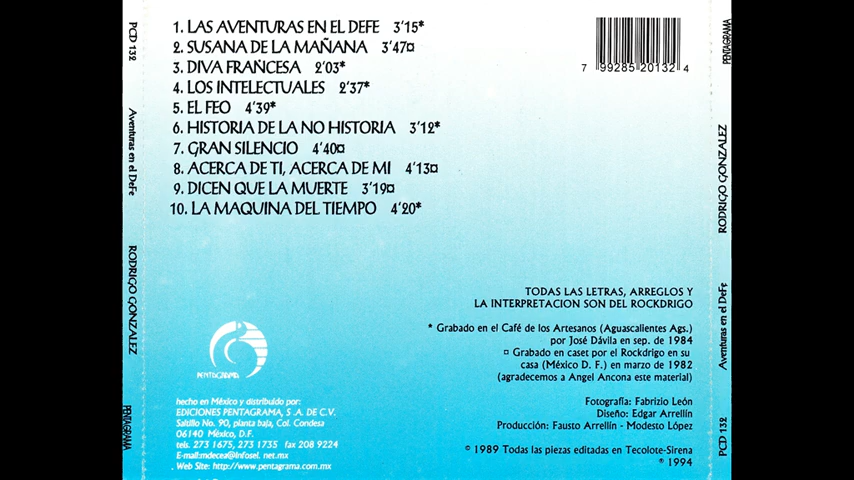 1. LAS AVENTURAS EN EL DEFE 3'15*
2. SUSANA DE LA MAÑANA 3'47¤
3. DIVA FRANCESA 2'03*
4. LOS INTELECTUALES 2'37*
5. EL FEO 4'39*
6. HISTORIA DE LA NO HISTORIA 3'12*
7. GRAN SILENCIO 4'40¤
8. ACERCA DE TI, ACERCA DE MI 4'13¤
9. DICEN QUE LA MUERTE 3'19¤
10. LA MAQUINA DEL TIEMPO 4'20*
7 99285 20132 4
TODAS LAS LETRAS, ARREGLOS Y
LA INTERPRETACION SON DEL ROCKDRIGO
* Grabado en el Café de los Artesanos (Aguascalientes Ags.)
por José Dávila en sep. de 1984
¤ Grabado en caset por el Rockdrigo en su
casa (México D. F.) en marzo de 1982
(agradecemos a Angel Ancona este material)
Fotografía: Fabrizio León
Diseño: Edgar Arrellín
Producción: Fausto Arrellín - Modesto López
© 1989 Todas las piezas editadas en Tecolote-Sirena
® 1994
PENTAGRAMA
hecho en México y distribuido por:
EDICIONES PENTAGRAMA, S .A. DE C.V.
Saltillo No. 90, planta baja, Col. Condesa
06140 México, D.F.
tels. 273 1675, 273 1735 fax 208 9224
E-mail:mdecea@infosel. net.mx
Web Site: http://www.pentagrama.com.mx
PCD 132
Aventuras en el DeFe
RODRIGO GONZALEZ
PENTAGRAMA
PENTAGRAMA
RODRIGO GONZALEZ
Aventuras en el DeFe
PCD 132